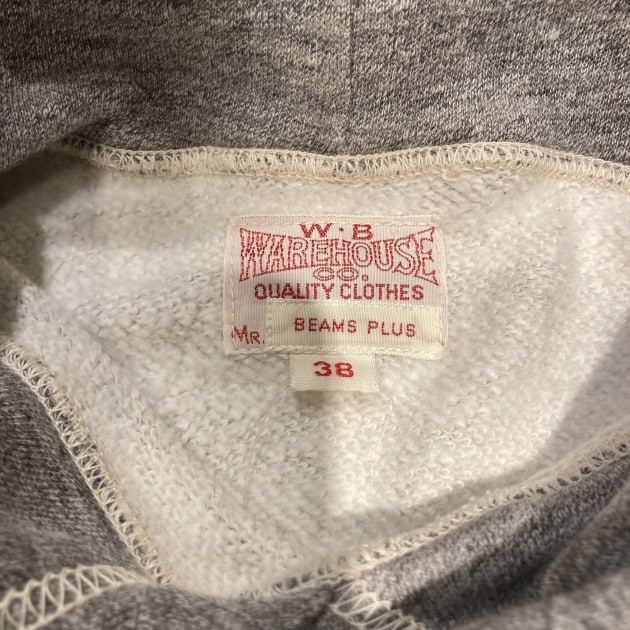 W·B
WAREHOUSE
CO.
QUALITY CLOTHES
MR. BEAMS PLUS
38